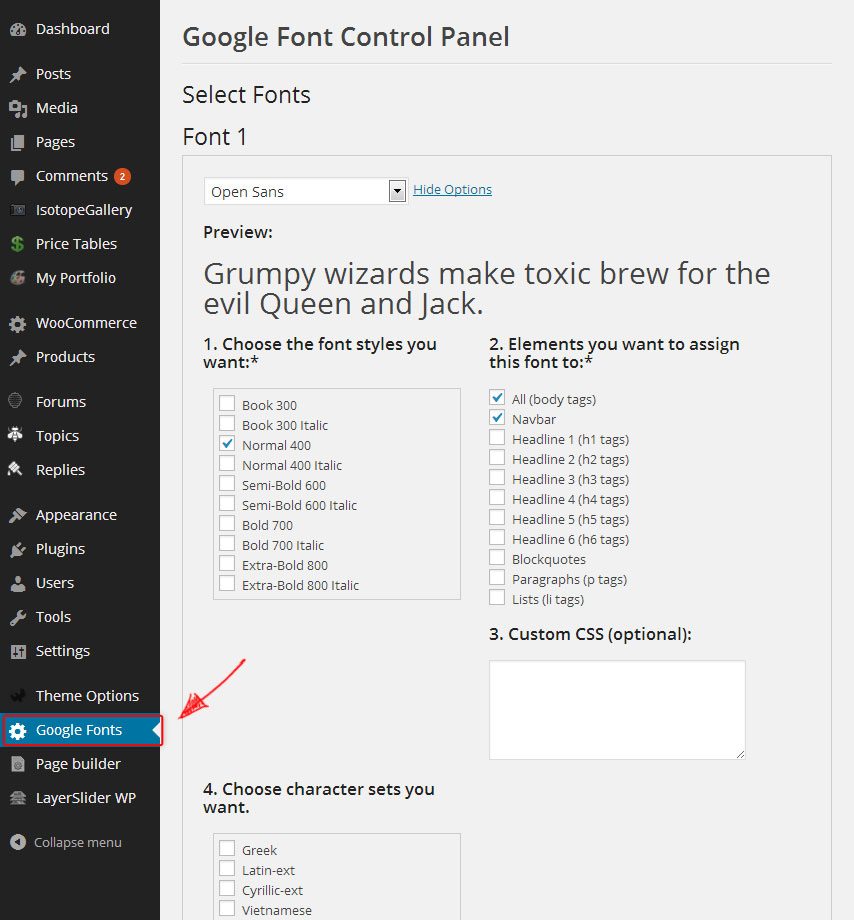 Dashboard
Posts
Media
Pages
Comments 2
IsotopeGallery
Price Tables
My Portfolio
WooCommerce
Products
Forums
Topics
Replies
Appearance
Plugins
Users
Tools
Settings
Theme Options
Google Fonts
Page builder
LayerSlider WP
Collapse menu
Google Font Control Panel
Select Fonts
Font 1
Open Sans Hide Options
Preview:
Grumpy wizards make toxic brew for the
evil Queen and Jack.
1. Choose the font styles you
want:*
Book 300
Book 300 Italic
Normal 400
Normal 400 Italic
Semi-Bold 600
Semi-Bold 600 Italic
Bold 700
Bold 700 Italic
Extra-Bold 800
Extra-Bold 800 Italic
2. Elements you want to assign
this font to:*
All (body tags)
Navbar
Headline 1 (h1 tags)
Headline 2 (h2 tags)
Headline 3 (h3 tags)
Headline 4 (h4 tags)
Headline 5 (h5 tags)
Headline 6 (h6 tags)
Blockquotes
Paragraphs (p tags)
Lists (li tags)
3. Custom CSS (optional):
4. Choose character sets you
want.
Greek
Latin-ext
Cyrillic-ext
Vietnamese